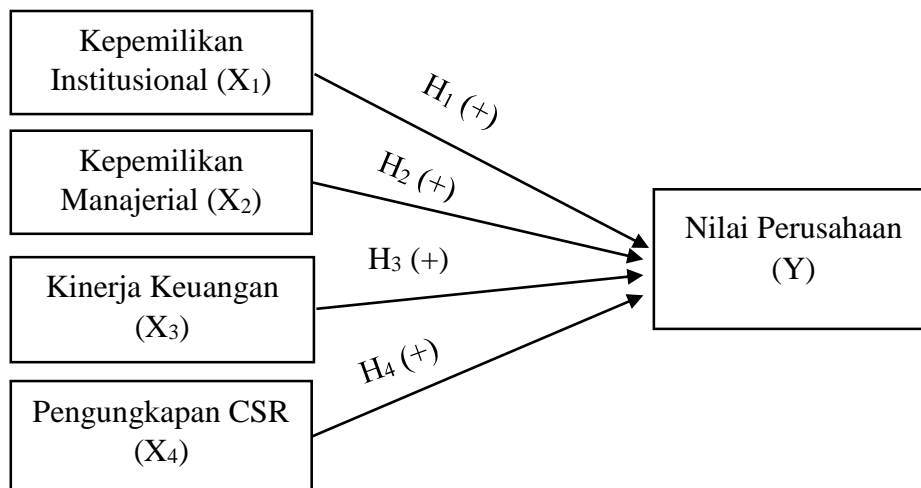 Kepemilikan
Institusional (X₁)
H₁ (+)
Kepemilikan
Manajerial (X₂)
H₂ (+)
Nilai Perusahaan
(Y)
Kinerja Keuangan
(X₃)
H₃ (+)
Pengungkapan CSR
(X₄)
H₄ (+)